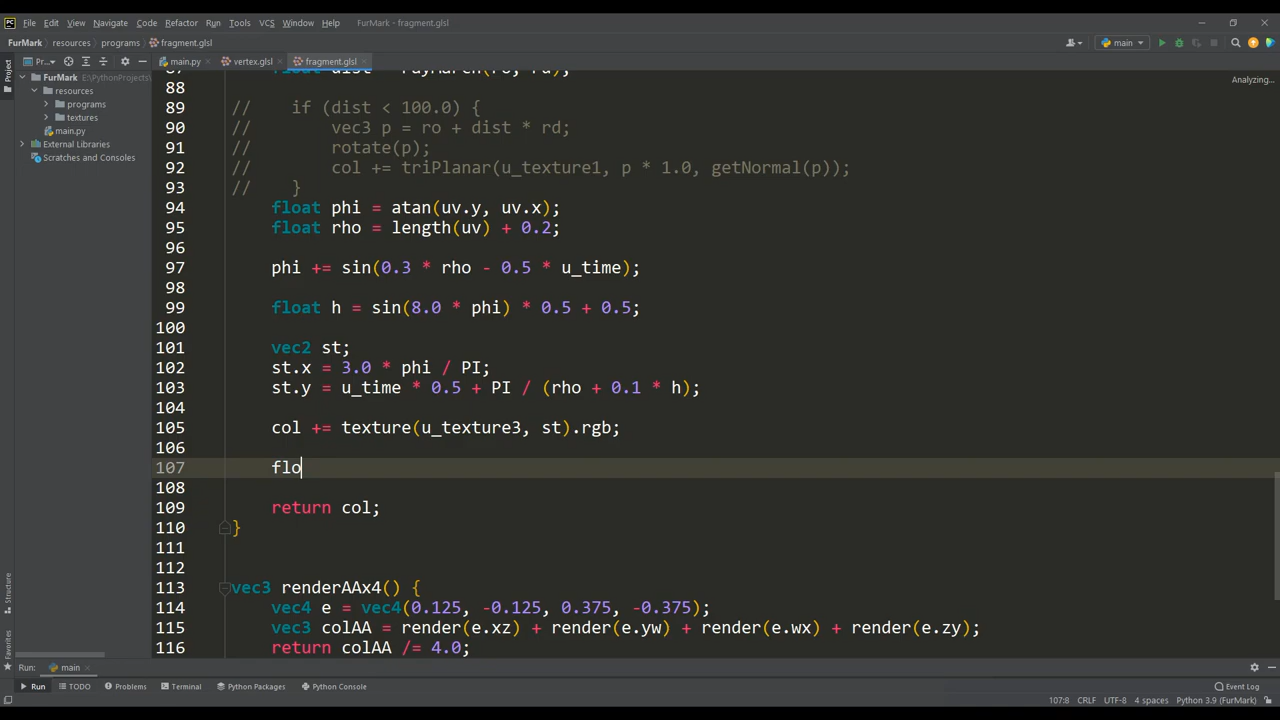 File Edit View Navigate Code Refactor Run Tools VCS Window Help FurMark - fragment.glsl
FurMark resources programs fragment.glsl main
Pr... main.py vertex.glsl fragment.glsl
Project
FurMark E:\PythonProjects\
resources
programs
textures
main.py
External Libraries
Scratches and Consoles
Analyzing...
87 float dist = rayMarch(ro, rd);
88
89 // if (dist < 100.0) {
90 // vec3 p = ro + dist * rd;
91 // rotate(p);
92 // col += triPlanar(u_texture1, p * 1.0, getNormal(p));
93 // }
94 float phi = atan(uv.y, uv.x);
95 float rho = length(uv) + 0.2;
96
97 phi += sin(0.3 * rho - 0.5 * u_time);
98
99 float h = sin(8.0 * phi) * 0.5 + 0.5;
100
101 vec2 st;
102 st.x = 3.0 * phi / PI;
103 st.y = u_time * 0.5 + PI / (rho + 0.1 * h);
104
105 col += texture(u_texture3, st).rgb;
106
107 flo
108
109 return col;
110 }
111
112
113 vec3 renderAAx4() {
114 vec4 e = vec4(0.125, -0.125, 0.375, -0.375);
115 vec3 colAA = render(e.xz) + render(e.yw) + render(e.wx) + render(e.zy);
116 return colAA /= 4.0;
Structure
Favorites
Run: main
Run TODO Problems Terminal Python Packages Python Console Event Log
107:8 CRLF UTF-8 4 spaces Python 3.9 (FurMark)